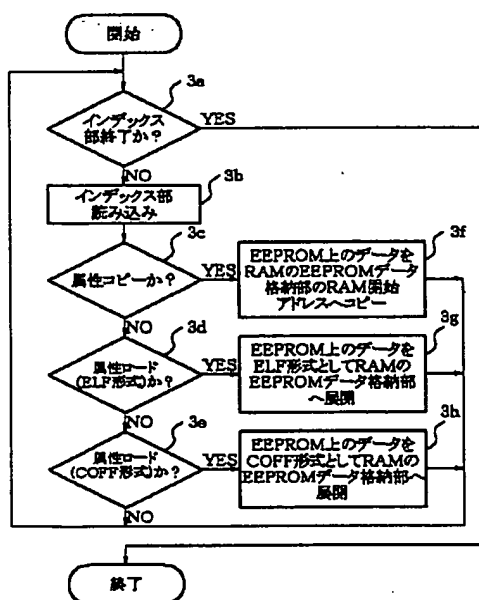 開始
3a
インデックス
部終了か?
YES
NO
3b
インデックス部
読み込み
3c
属性コピーか?
YES
3f
EEPROM上のデータを
RAMのEEPROMデータ
格納部のRAM開始
アドレスへコピー
NO
3d
属性ロード
(ELF形式)か?
YES
3g
EEPROM上のデータを
ELF形式としてRAMの
EEPROMデータ格納部
へ展開
NO
3e
属性ロード
(COFF形式)か?
YES
3h
EEPROM上のデータを
COFF形式としてRAMの
EEPROMデータ格納部へ
展開
NO
終了